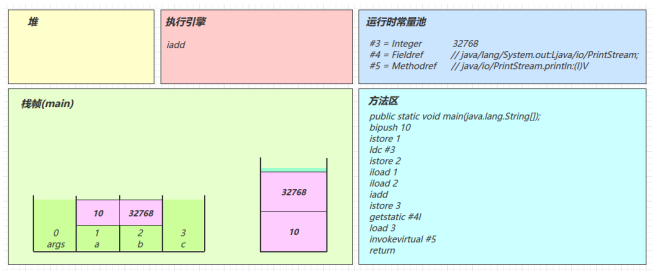 堆
执行引擎
iadd
运行时常量池
#3 = Integer 32768
#4 = Fieldref // java/lang/System.out:Ljava/io/PrintStream;
#5 = Methodref // java/io/PrintStream.println:(I)V
栈帧(main)
32768
10 32768
10
0 1 2 3
args a b c
方法区
public static void main(java.lang.String[]);
bipush 10
istore 1
ldc #3
istore 2
iload 1
iload 2
iadd
istore 3
getstatic #4I
load 3
invokevirtual #5
return